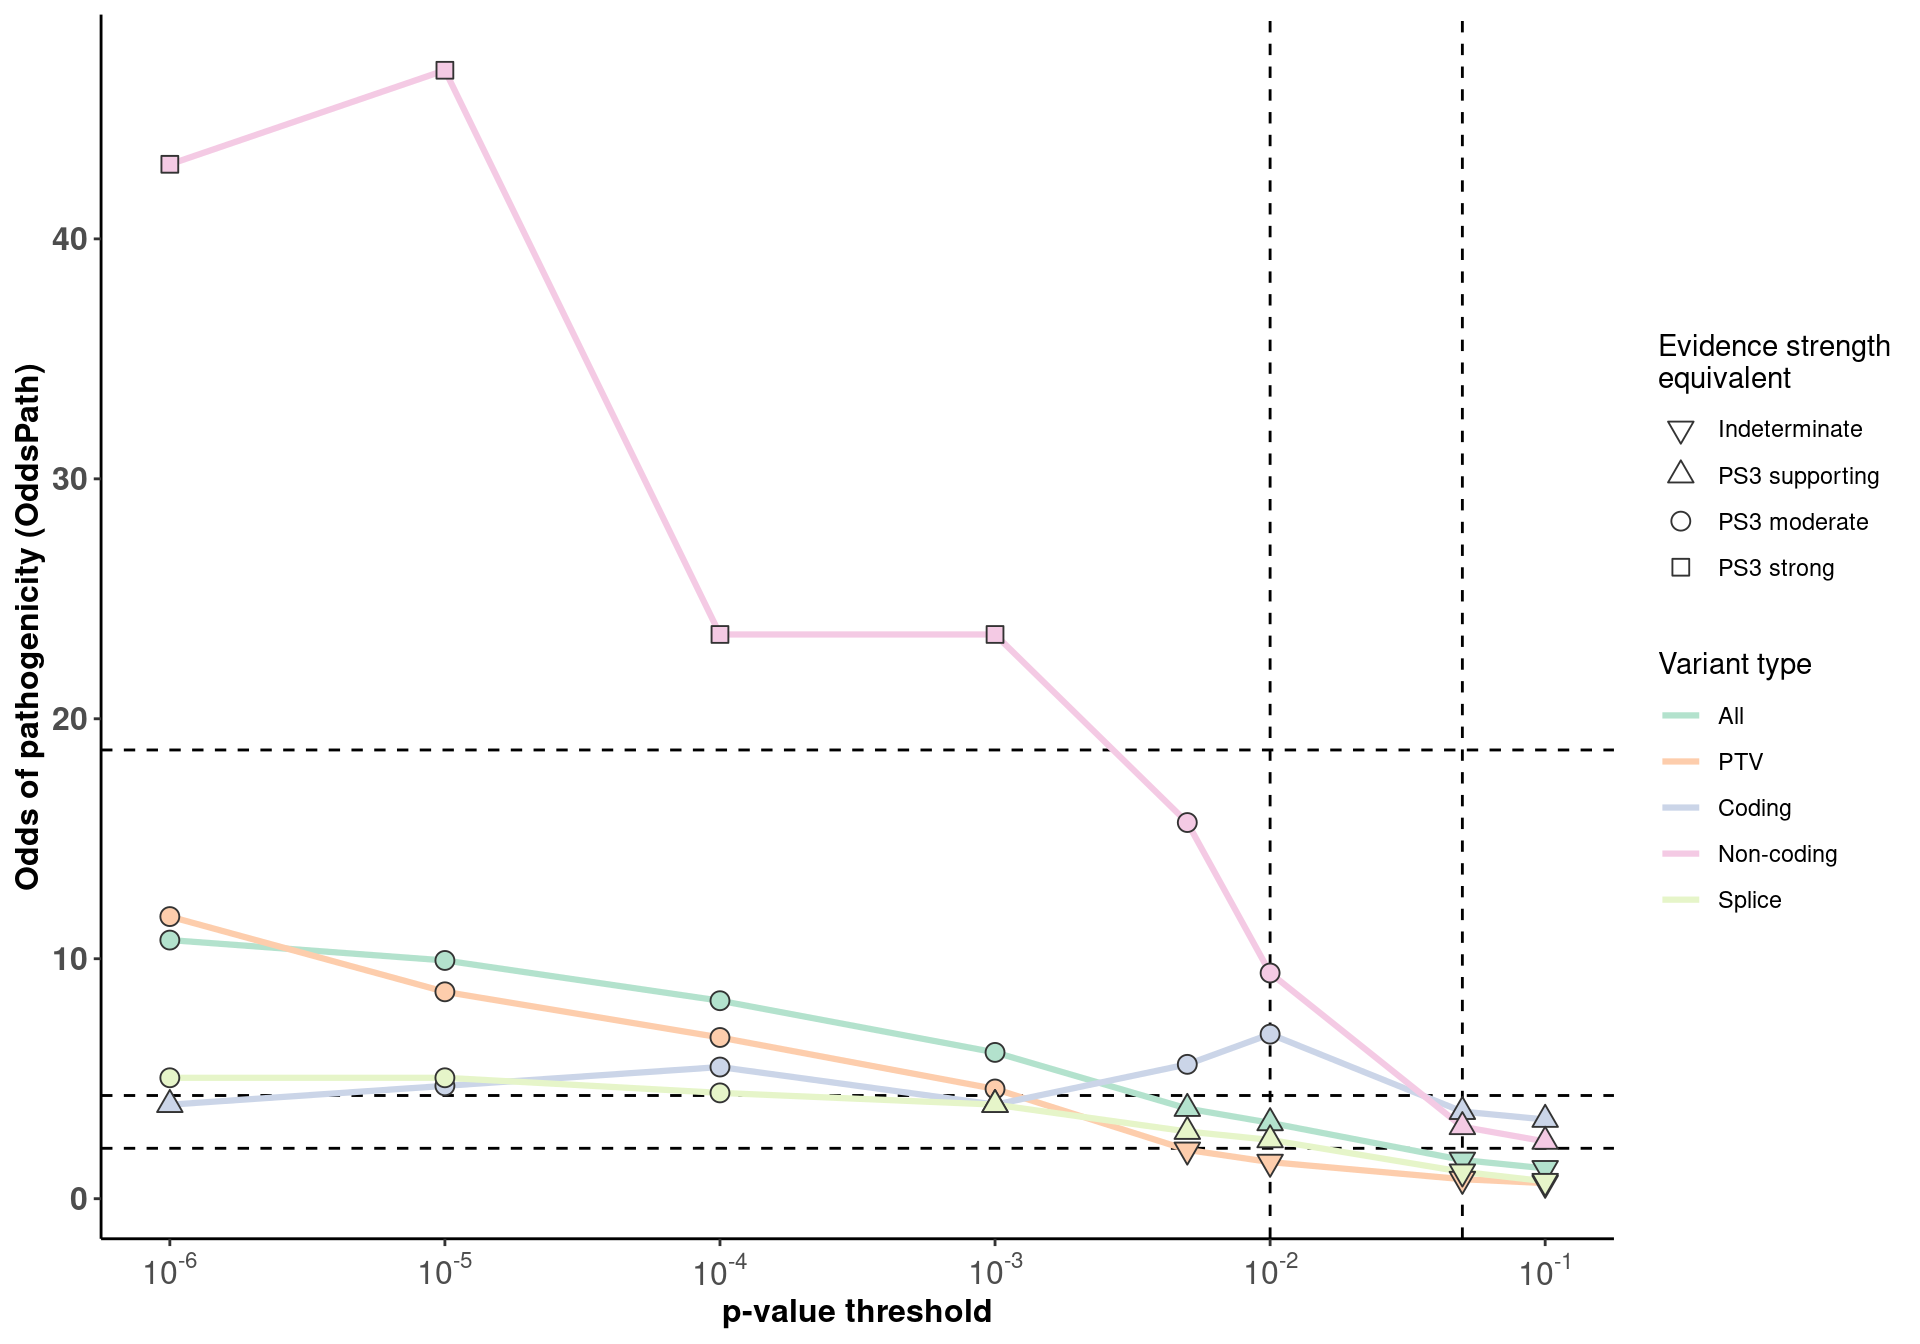 Odds of pathogenicity (OddsPath)
40
30
20
10
0
10-6
10-5
10-4
10-3
10-2
10-1
p-value threshold
Evidence strength
equivalent
Indeterminate
PS3 supporting
PS3 moderate
PS3 strong
Variant type
All
PTV
Coding
Non-coding
Splice